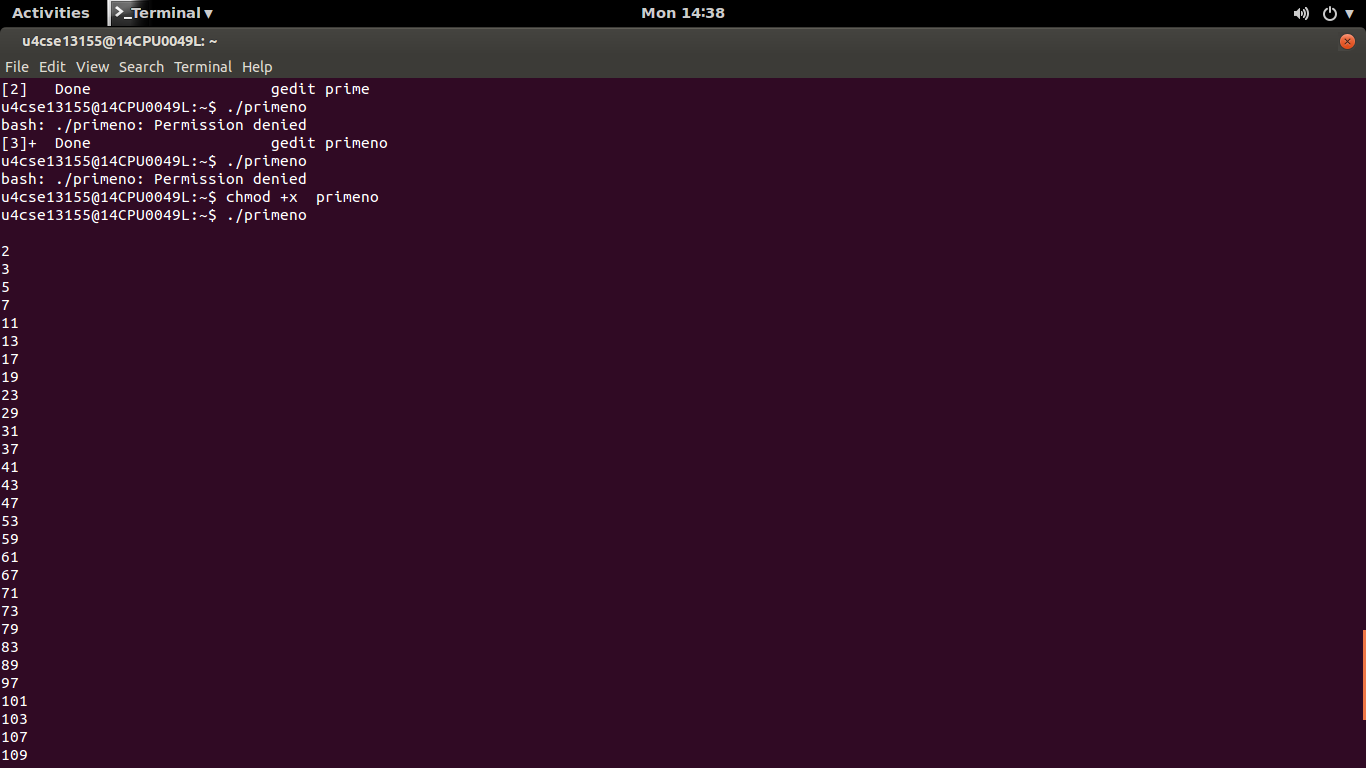 Activities Terminal Mon 14:38
u4cse13155@14CPU0049L: ~
File Edit View Search Terminal Help
[2]   Done                    gedit prime
u4cse13155@14CPU0049L:~$ ./primeno
bash: ./primeno: Permission denied
[3]+  Done                    gedit primeno
u4cse13155@14CPU0049L:~$ ./primeno
bash: ./primeno: Permission denied
u4cse13155@14CPU0049L:~$ chmod +x  primeno
u4cse13155@14CPU0049L:~$ ./primeno
2
3
5
7
11
13
17
19
23
29
31
37
41
43
47
53
59
61
67
71
73
79
83
89
97
101
103
107
109